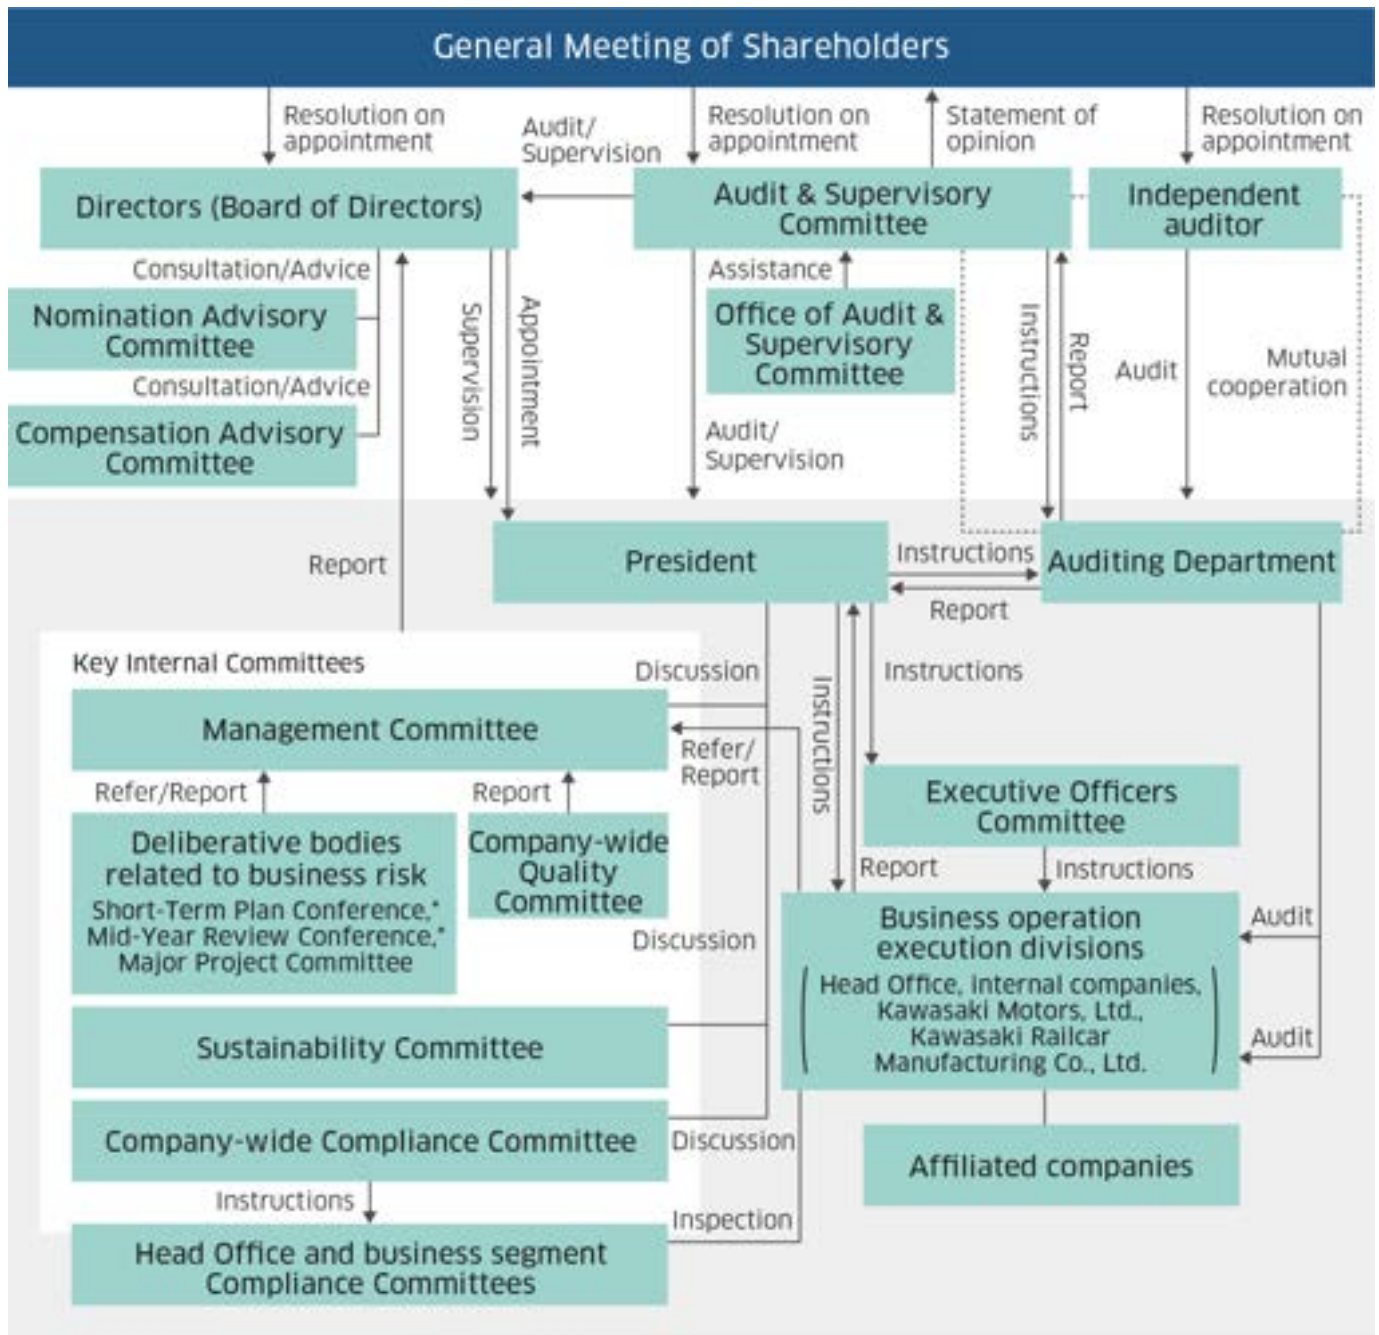 General Meeting of Shareholders
Resolution on
appointment
Audit/
Supervision
Resolution on
appointment
Statement of
opinion
Resolution on
appointment
Directors (Board of Directors)
Audit & Supervisory
Committee
Independent
auditor
Consultation/Advice
Nomination Advisory
Committee
Consultation/Advice
Compensation Advisory
Committee
Supervision
Appointment
Assistance
Office of Audit &
Supervisory
Committee
Audit/
Supervision
Instructions
Report
Audit
Mutual
cooperation
Report
President
Instructions
Report
Auditing Department
Key Internal Committees
Discussion
Management Committee
Refer/
Report
Instructions
Instructions
Refer/Report
Report
Deliberative bodies
related to business risk
Short-Term Plan Conference,*
Mid-Year Review Conference,*
Major Project Committee
Company-wide
Quality
Committee
Executive Officers
Committee
Report
Instructions
Discussion
Business operation
execution divisions
Head Office, internal companies,
Kawasaki Motors, Ltd.,
Kawasaki Railcar
Manufacturing Co., Ltd.
Audit
Audit
Sustainability Committee
Company-wide Compliance Committee
Discussion
Affiliated companies
Instructions
Inspection
Head Office and business segment
Compliance Committees